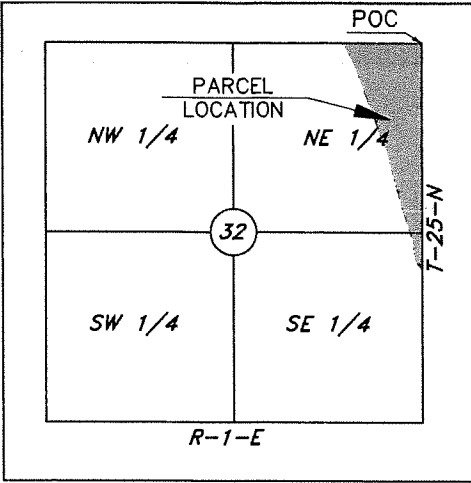 POC
PARCEL
LOCATION
NW 1/4
NE 1/4
T-25-N
32
SW 1/4
SE 1/4
R-1-E